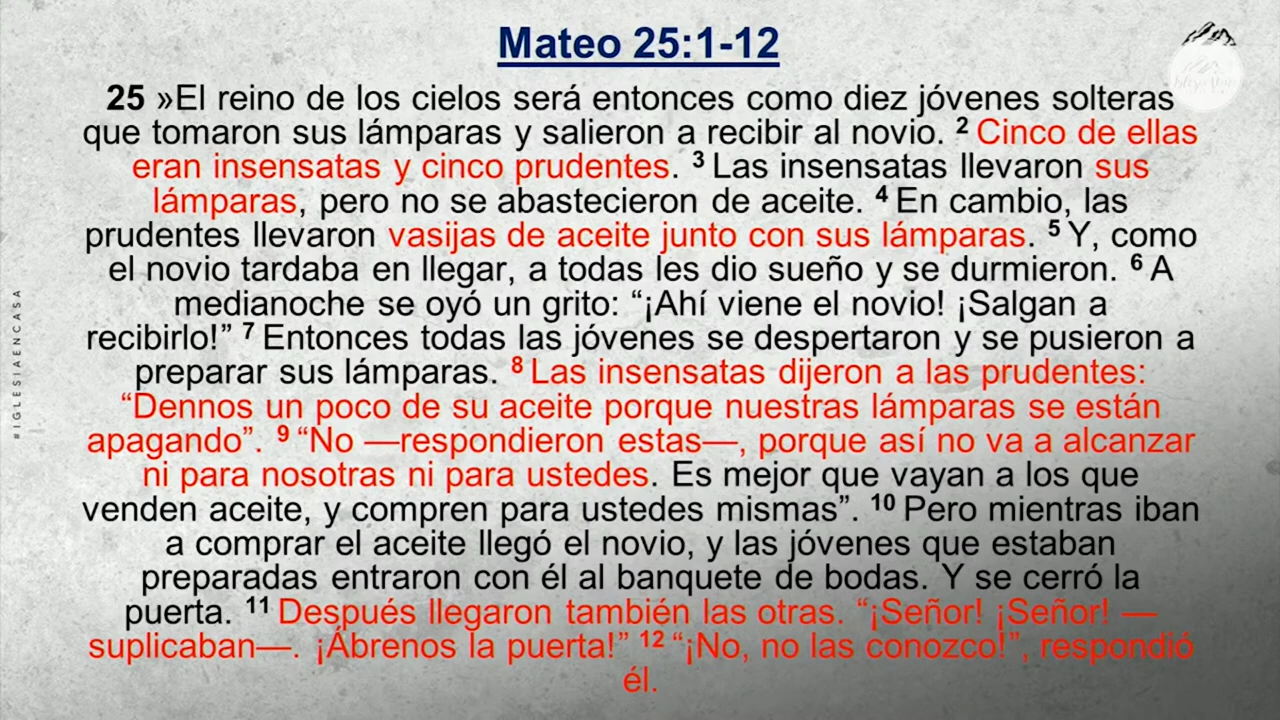 Mateo 25:1-12
25 »El reino de los cielos será entonces como diez jóvenes solteras
que tomaron sus lámparas y salieron a recibir al novio. 2 Cinco de ellas
eran insensatas y cinco prudentes. 3 Las insensatas llevaron sus
lámparas, pero no se abastecieron de aceite. 4 En cambio, las
prudentes llevaron vasijas de aceite junto con sus lámparas. 5 Y, como
el novio tardaba en llegar, a todas les dio sueño y se durmieron. 6 A
medianoche se oyó un grito: “¡Ahí viene el novio! ¡Salgan a
recibirlo!” 7 Entonces todas las jóvenes se despertaron y se pusieron a
preparar sus lámparas. 8 Las insensatas dijeron a las prudentes:
“Dennos un poco de su aceite porque nuestras lámparas se están
apagando”. 9 “No —respondieron estas—, porque así no va a alcanzar
ni para nosotras ni para ustedes. Es mejor que vayan a los que
venden aceite, y compren para ustedes mismas”. 10 Pero mientras iban
a comprar el aceite llegó el novio, y las jóvenes que estaban
preparadas entraron con él al banquete de bodas. Y se cerró la
puerta. 11 Después llegaron también las otras. “¡Señor! ¡Señor! —
suplicaban—. ¡Ábrenos la puerta!” 12 “¡No, no las conozco!”, respondió
él.
#IGLESIAENCASA